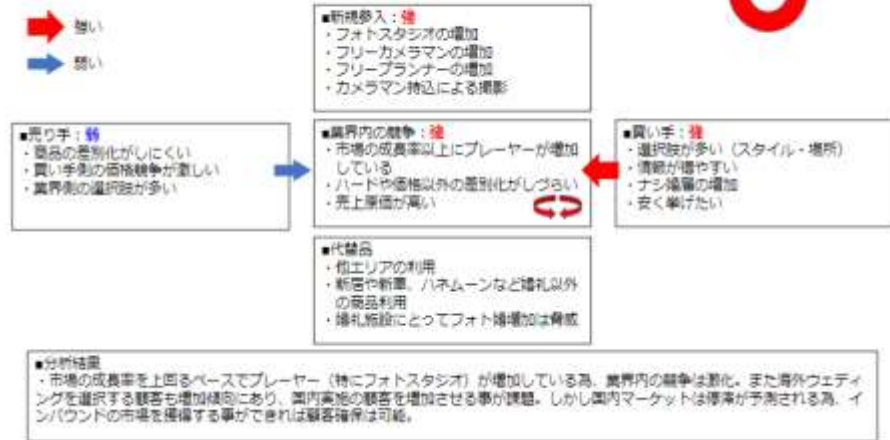 強い
弱い
■新規参入：強
・フォトスタジオの増加
・フリーカメラマンの増加
・フリープランナーの増加
・カメラマン持込による撮影
■売り手：弱
・商品の差別化がしにくい
・買い手側の価格競争が激しい
・業界側の選択肢が多い
■業界内の競争：強
・市場の成長率以上にプレーヤーが増加
している
・ハードや価格以外の差別化がしづらい
・売上原価が高い
■買い手：強
・選択肢が多い（スタイル・場所）
・情報が増やすい
・ナシ婚層の増加
・安く挙げたい
■代替品
・他エリアの利用
・新居や新車、ハネムーンなど婚礼以外
の商品利用
・婚礼施設にとってフォト婚増加は脅威
■分析結果
・市場の成長率を上回るペースでプレーヤー（特にフォトスタジオ）が増加している為、業界内の競争は激化。また海外ウェディ
ングを選択する顧客も増加傾向にあり、国内実施の顧客を増加させる事が課題。しかし国内マーケットは停滞が予測される為、イ
ンバウンドの市場を獲得する事ができれば顧客確保は可能。